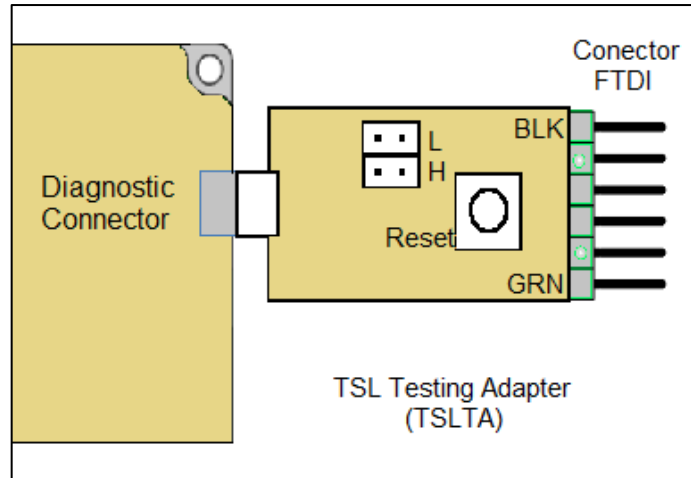 Conector
FTDI
BLK
L
H
Diagnostic
Connector
Reset
GRN
TSL Testing Adapter
(TSLTA)